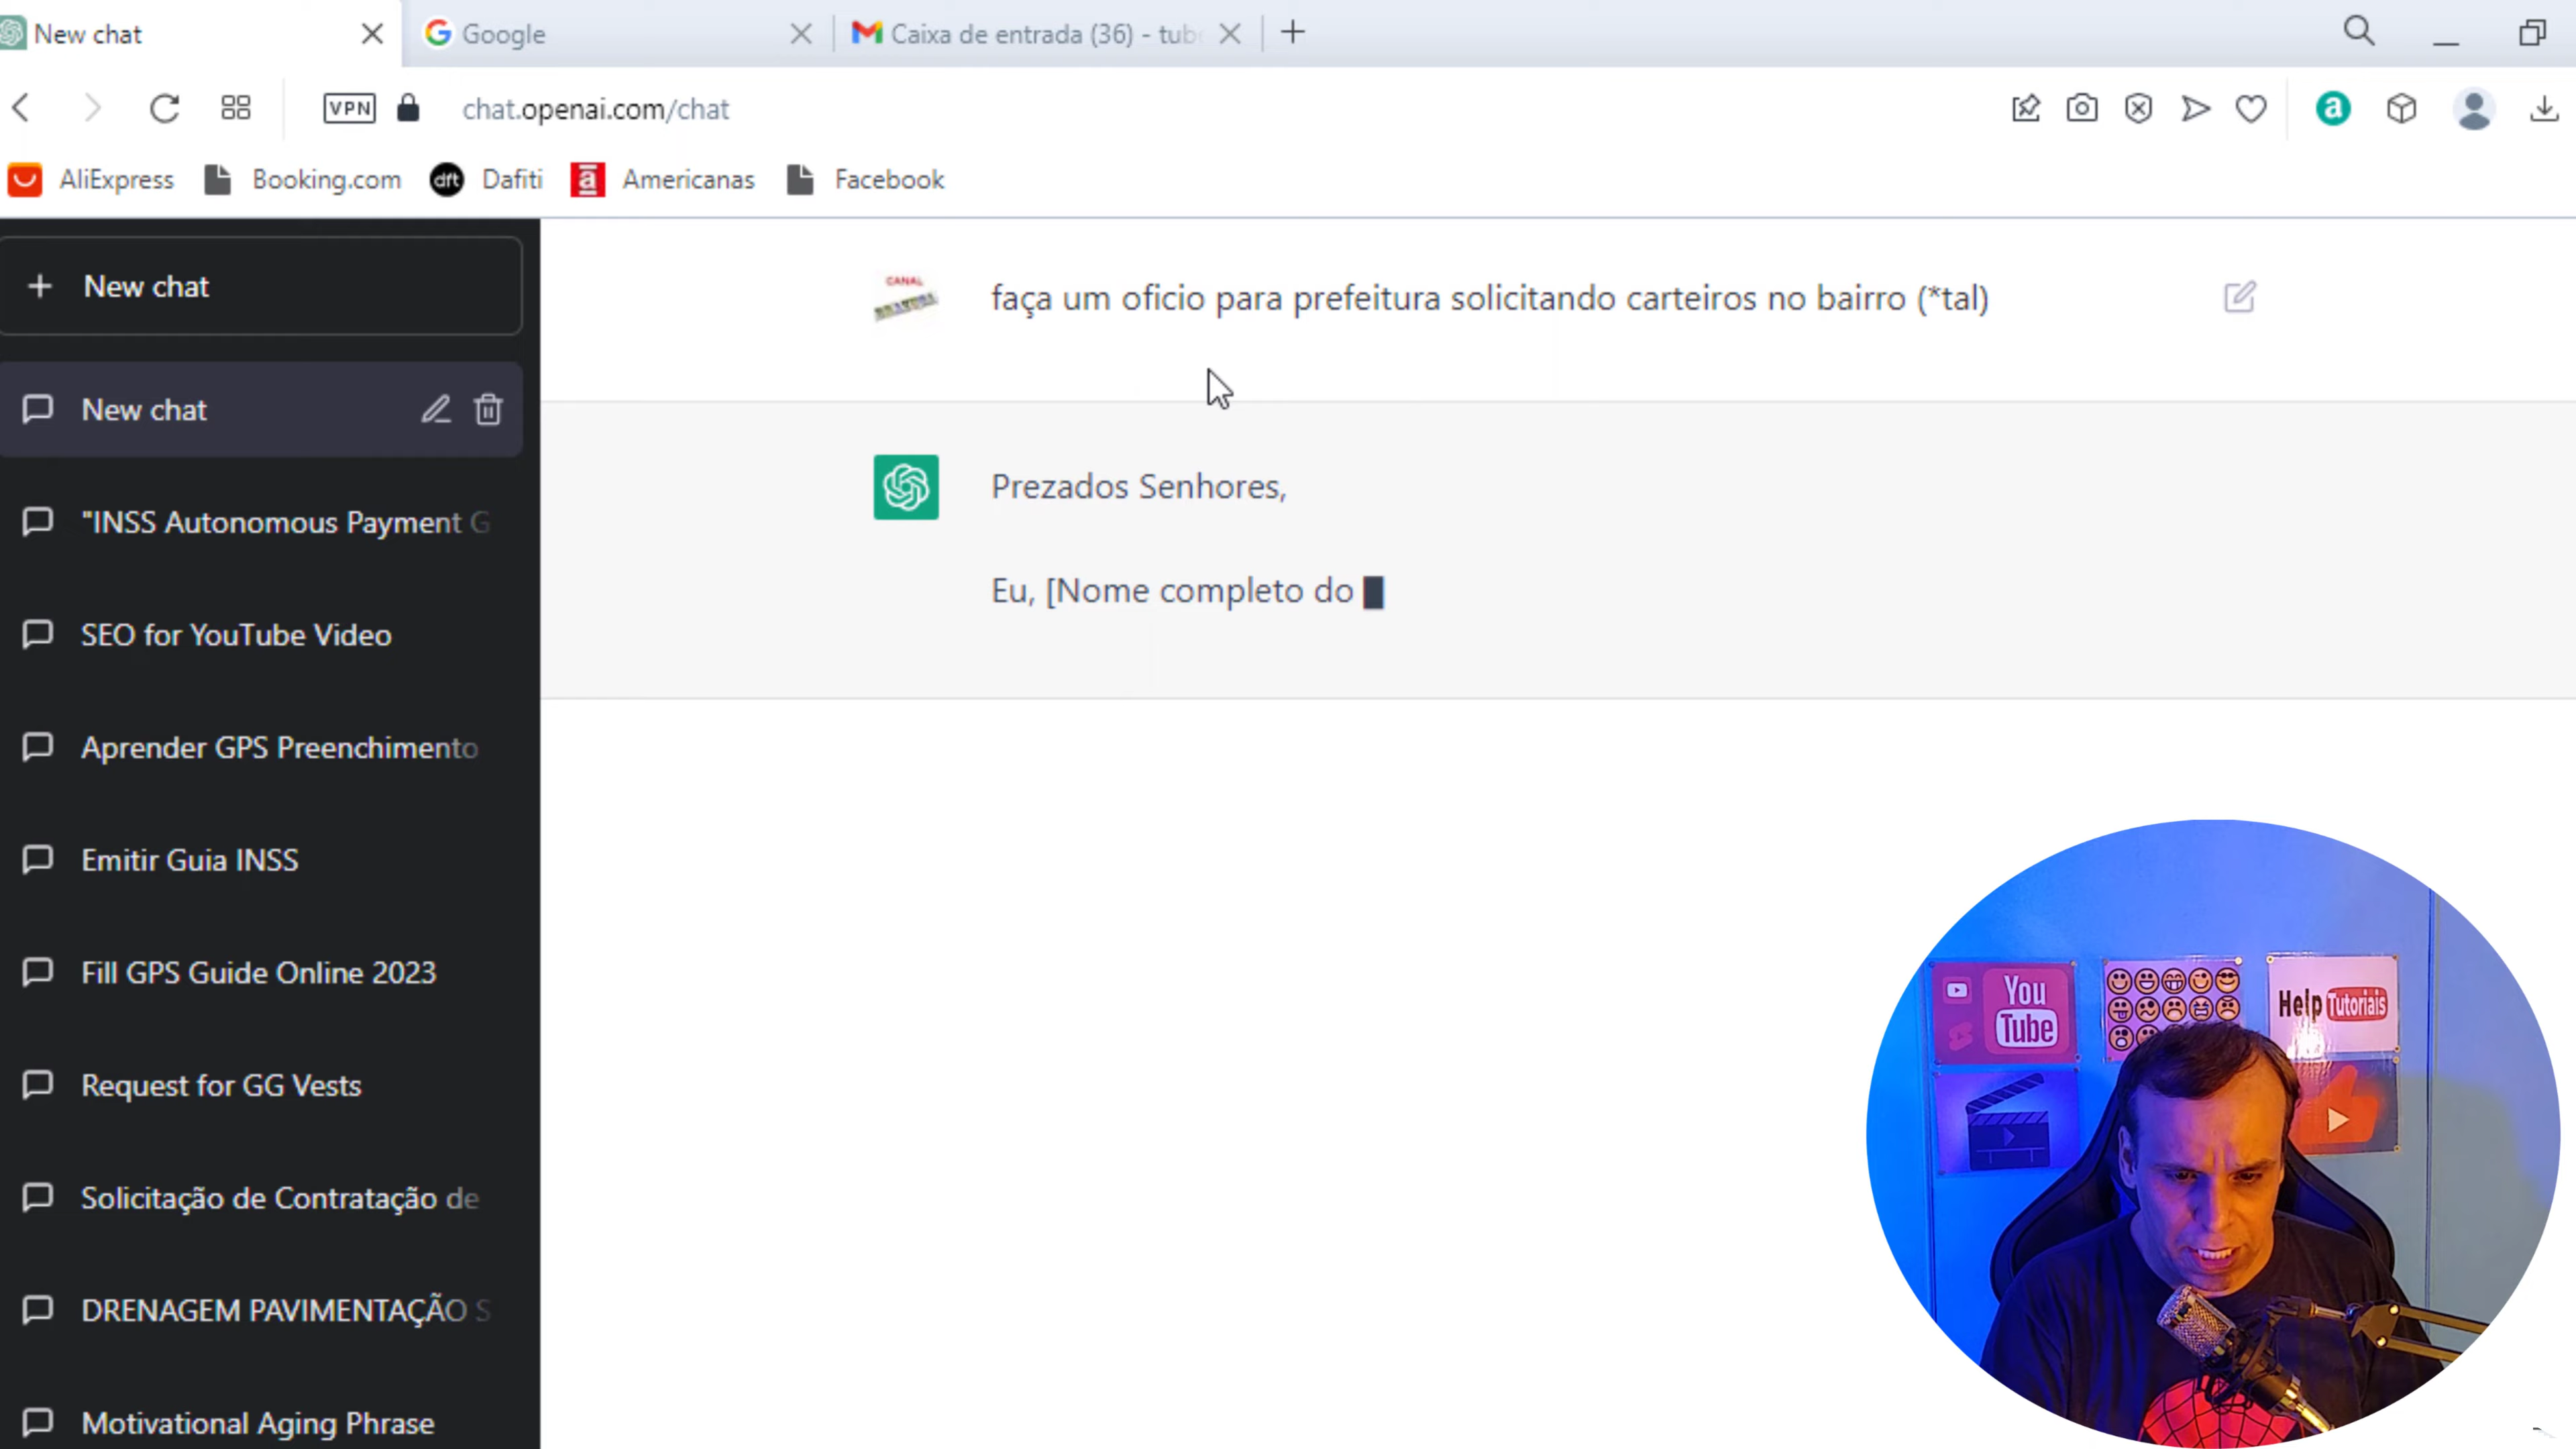 New chat
Google
Caixa de entrada (36) - tub
VPN
chat.openai.com/chat
a
AliExpress
Booking.com
dft
Dafiti
a
Americanas
Facebook
New chat
New chat
"INSS Autonomous Payment G
SEO for YouTube Video
Aprender GPS Preenchimento
Emitir Guia INSS
Fill GPS Guide Online 2023
Request for GG Vests
Solicitação de Contratação de
DRENAGEM PAVIMENTAÇÃO S
Motivational Aging Phrase
CANAL
faça um oficio para prefeitura solicitando carteiros no bairro (*tal)
Prezados Senhores,
Eu, [Nome completo do
You
Tube
Help Tutoriais